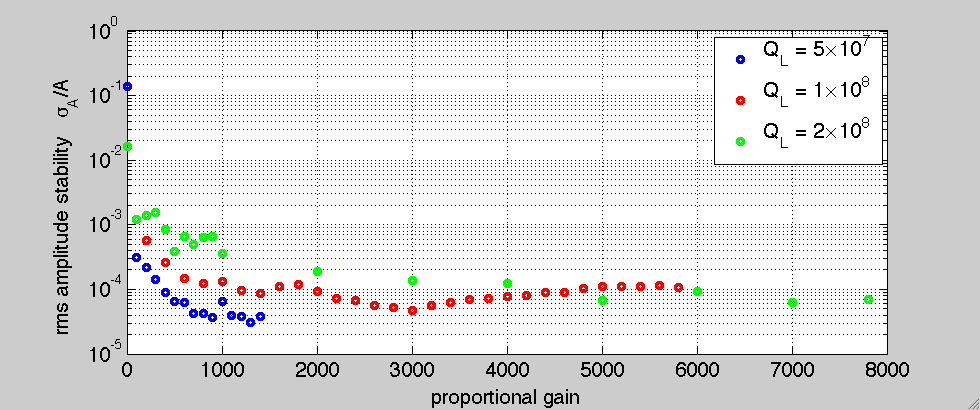 10^0
10^-1
10^-2
10^-3
10^-4
10^-5
rms amplitude stability σ_A/A
Q_L = 5×10^7
Q_L = 1×10^8
Q_L = 2×10^8
0 1000 2000 3000 4000 5000 6000 7000 8000
proportional gain